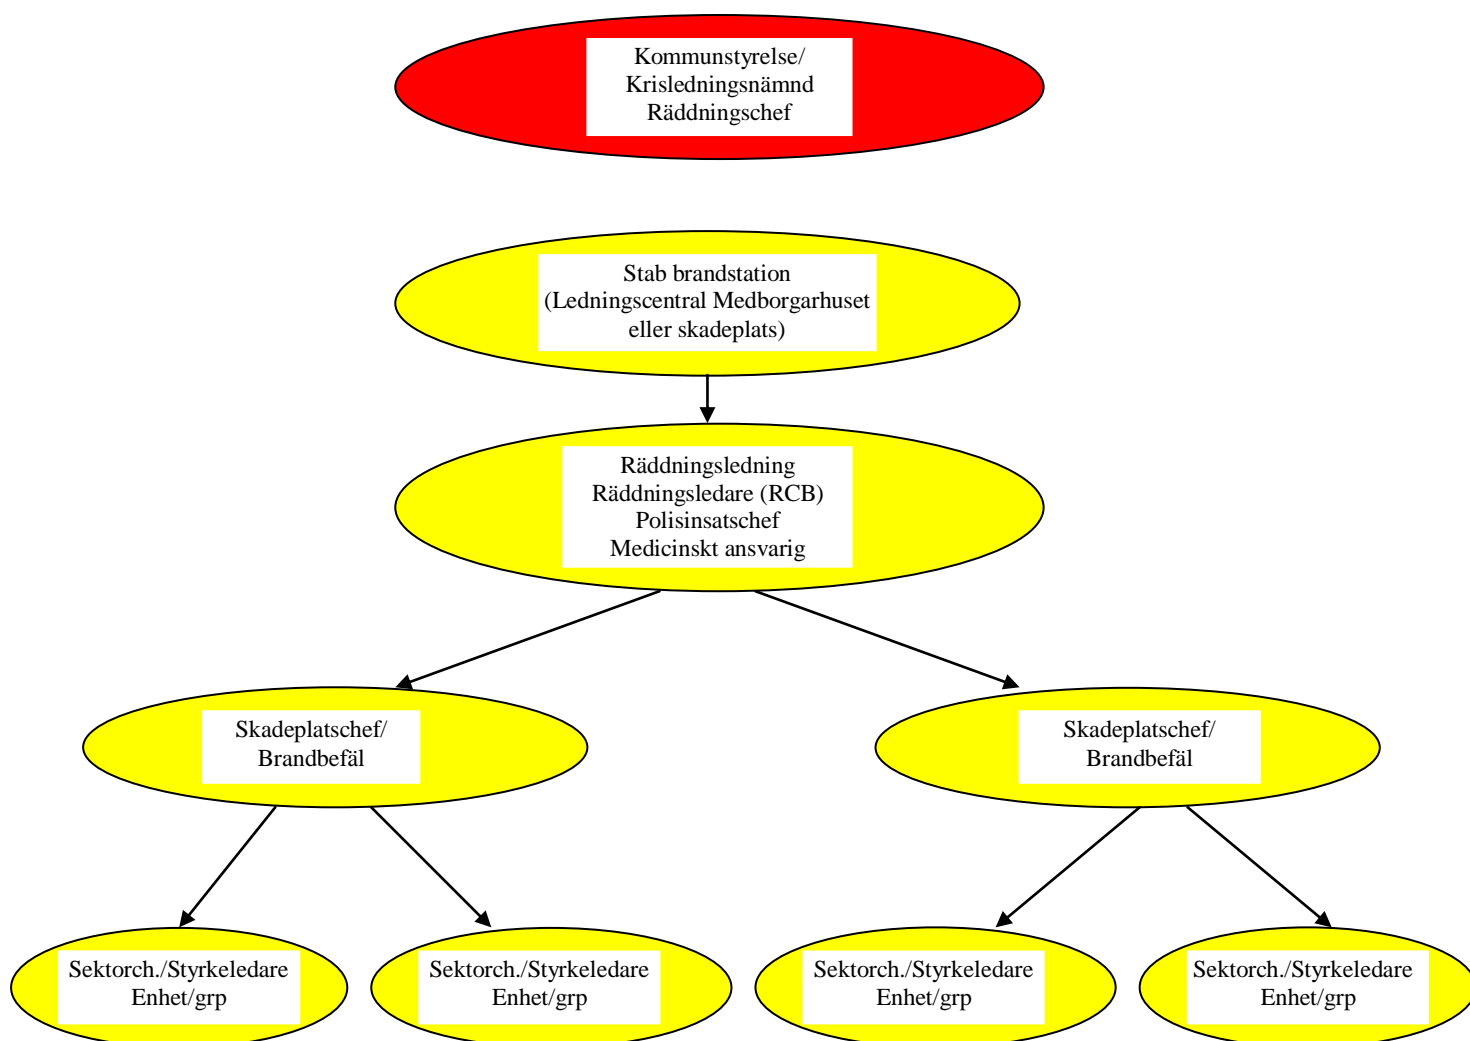 Kommunstyrelse/
Krisledningsnämnd
Räddningschef
Stab brandstation
(Ledningscentral Medborgarhuset
eller skadeplats)
Räddningsledning
Räddningsledare (RCB)
Polisinsatschef
Medicinskt ansvarig
Skadeplatschef/
Brandbefäl
Skadeplatschef/
Brandbefäl
Sektorch./Styrkeledare
Enhet/grp
Sektorch./Styrkeledare
Enhet/grp
Sektorch./Styrkeledare
Enhet/grp
Sektorch./Styrkeledare
Enhet/grp